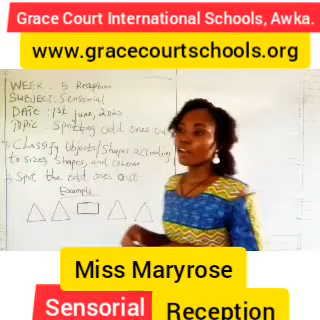 Grace Court International Schools, Awka.
www.gracecourtschools.org
WEEK: 5 Reception
SUBJECT: Sensorial
Date: 1st June, 2020
TOPIC: Spotting odd ones out
Classify Objects/Shapes according
to sizes, shapes, and colour
2 Spot the odd ones out
Example
Miss Maryrose
Sensorial
Reception